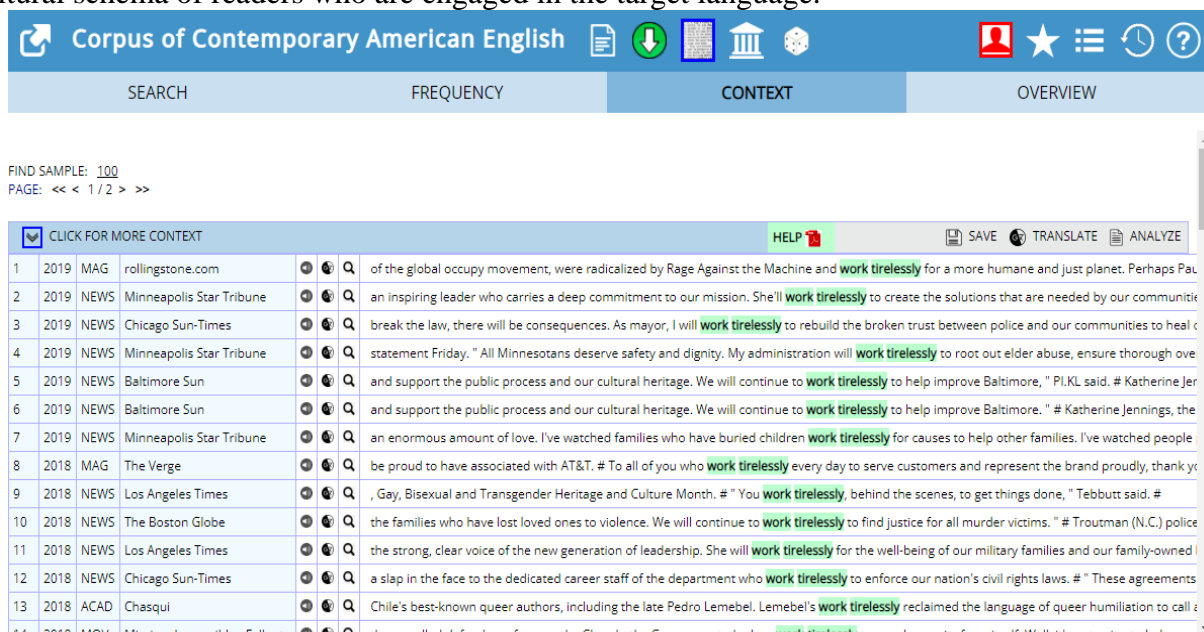 tural schema of readers who are engaged in the target language.
Corpus of Contemporary American English
SEARCH FREQUENCY CONTEXT OVERVIEW
FIND SAMPLE: 100
PAGE: << < 1 / 2 > >>
CLICK FOR MORE CONTEXT HELP SAVE TRANSLATE ANALYZE
1 2019 MAG rollingstone.com of the global occupy movement, were radicalized by Rage Against the Machine and work tirelessly for a more humane and just planet. Perhaps Pau
2 2019 NEWS Minneapolis Star Tribune an inspiring leader who carries a deep commitment to our mission. She'll work tirelessly to create the solutions that are needed by our communitie
3 2019 NEWS Chicago Sun-Times break the law, there will be consequences. As mayor, I will work tirelessly to rebuild the broken trust between police and our communities to heal
4 2019 NEWS Minneapolis Star Tribune statement Friday. " All Minnesotans deserve safety and dignity. My administration will work tirelessly to root out elder abuse, ensure thorough ove
5 2019 NEWS Baltimore Sun and support the public process and our cultural heritage. We will continue to work tirelessly to help improve Baltimore, " PI.KL said. # Katherine Jer
6 2019 NEWS Baltimore Sun and support the public process and our cultural heritage. We will continue to work tirelessly to help improve Baltimore. " # Katherine Jennings, the
7 2019 NEWS Minneapolis Star Tribune an enormous amount of love. I've watched families who have buried children work tirelessly for causes to help other families. I've watched people
8 2018 MAG The Verge be proud to have associated with AT&T. # To all of you who work tirelessly every day to serve customers and represent the brand proudly, thank yo
9 2018 NEWS Los Angeles Times , Gay, Bisexual and Transgender Heritage and Culture Month. # " You work tirelessly, behind the scenes, to get things done, " Tebbutt said. #
10 2018 NEWS The Boston Globe the families who have lost loved ones to violence. We will continue to work tirelessly to find justice for all murder victims. " # Troutman (N.C.) police
11 2018 NEWS Los Angeles Times the strong, clear voice of the new generation of leadership. She will work tirelessly for the well-being of our military families and our family-owned
12 2018 NEWS Chicago Sun-Times a slap in the face to the dedicated career staff of the department who work tirelessly to enforce our nation's civil rights laws. # " These agreements
13 2018 ACAD Chasqui Chile's best-known queer authors, including the late Pedro Lemebel. Lemebel's work tirelessly reclaimed the language of queer humiliation to call